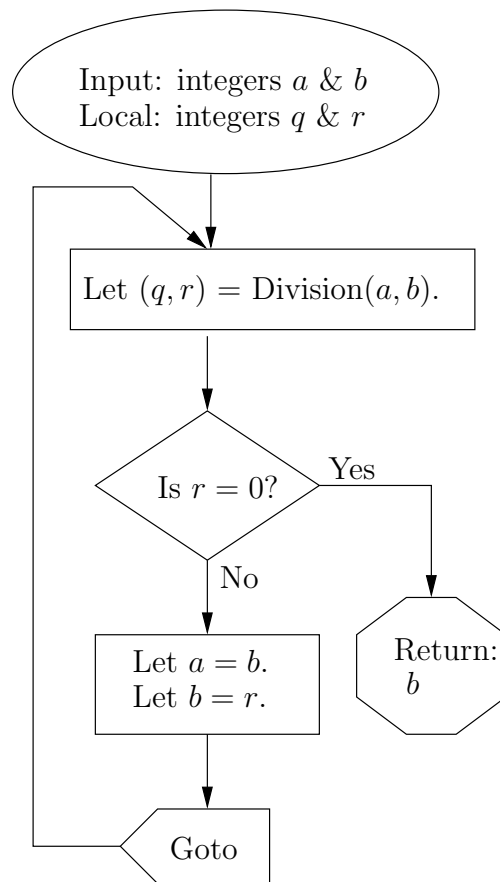 Input: integers a & b
Local: integers q & r
Let (q, r) = Division(a, b).
Is r = 0?
Yes
No
Let a = b.
Let b = r.
Return:
b
Goto